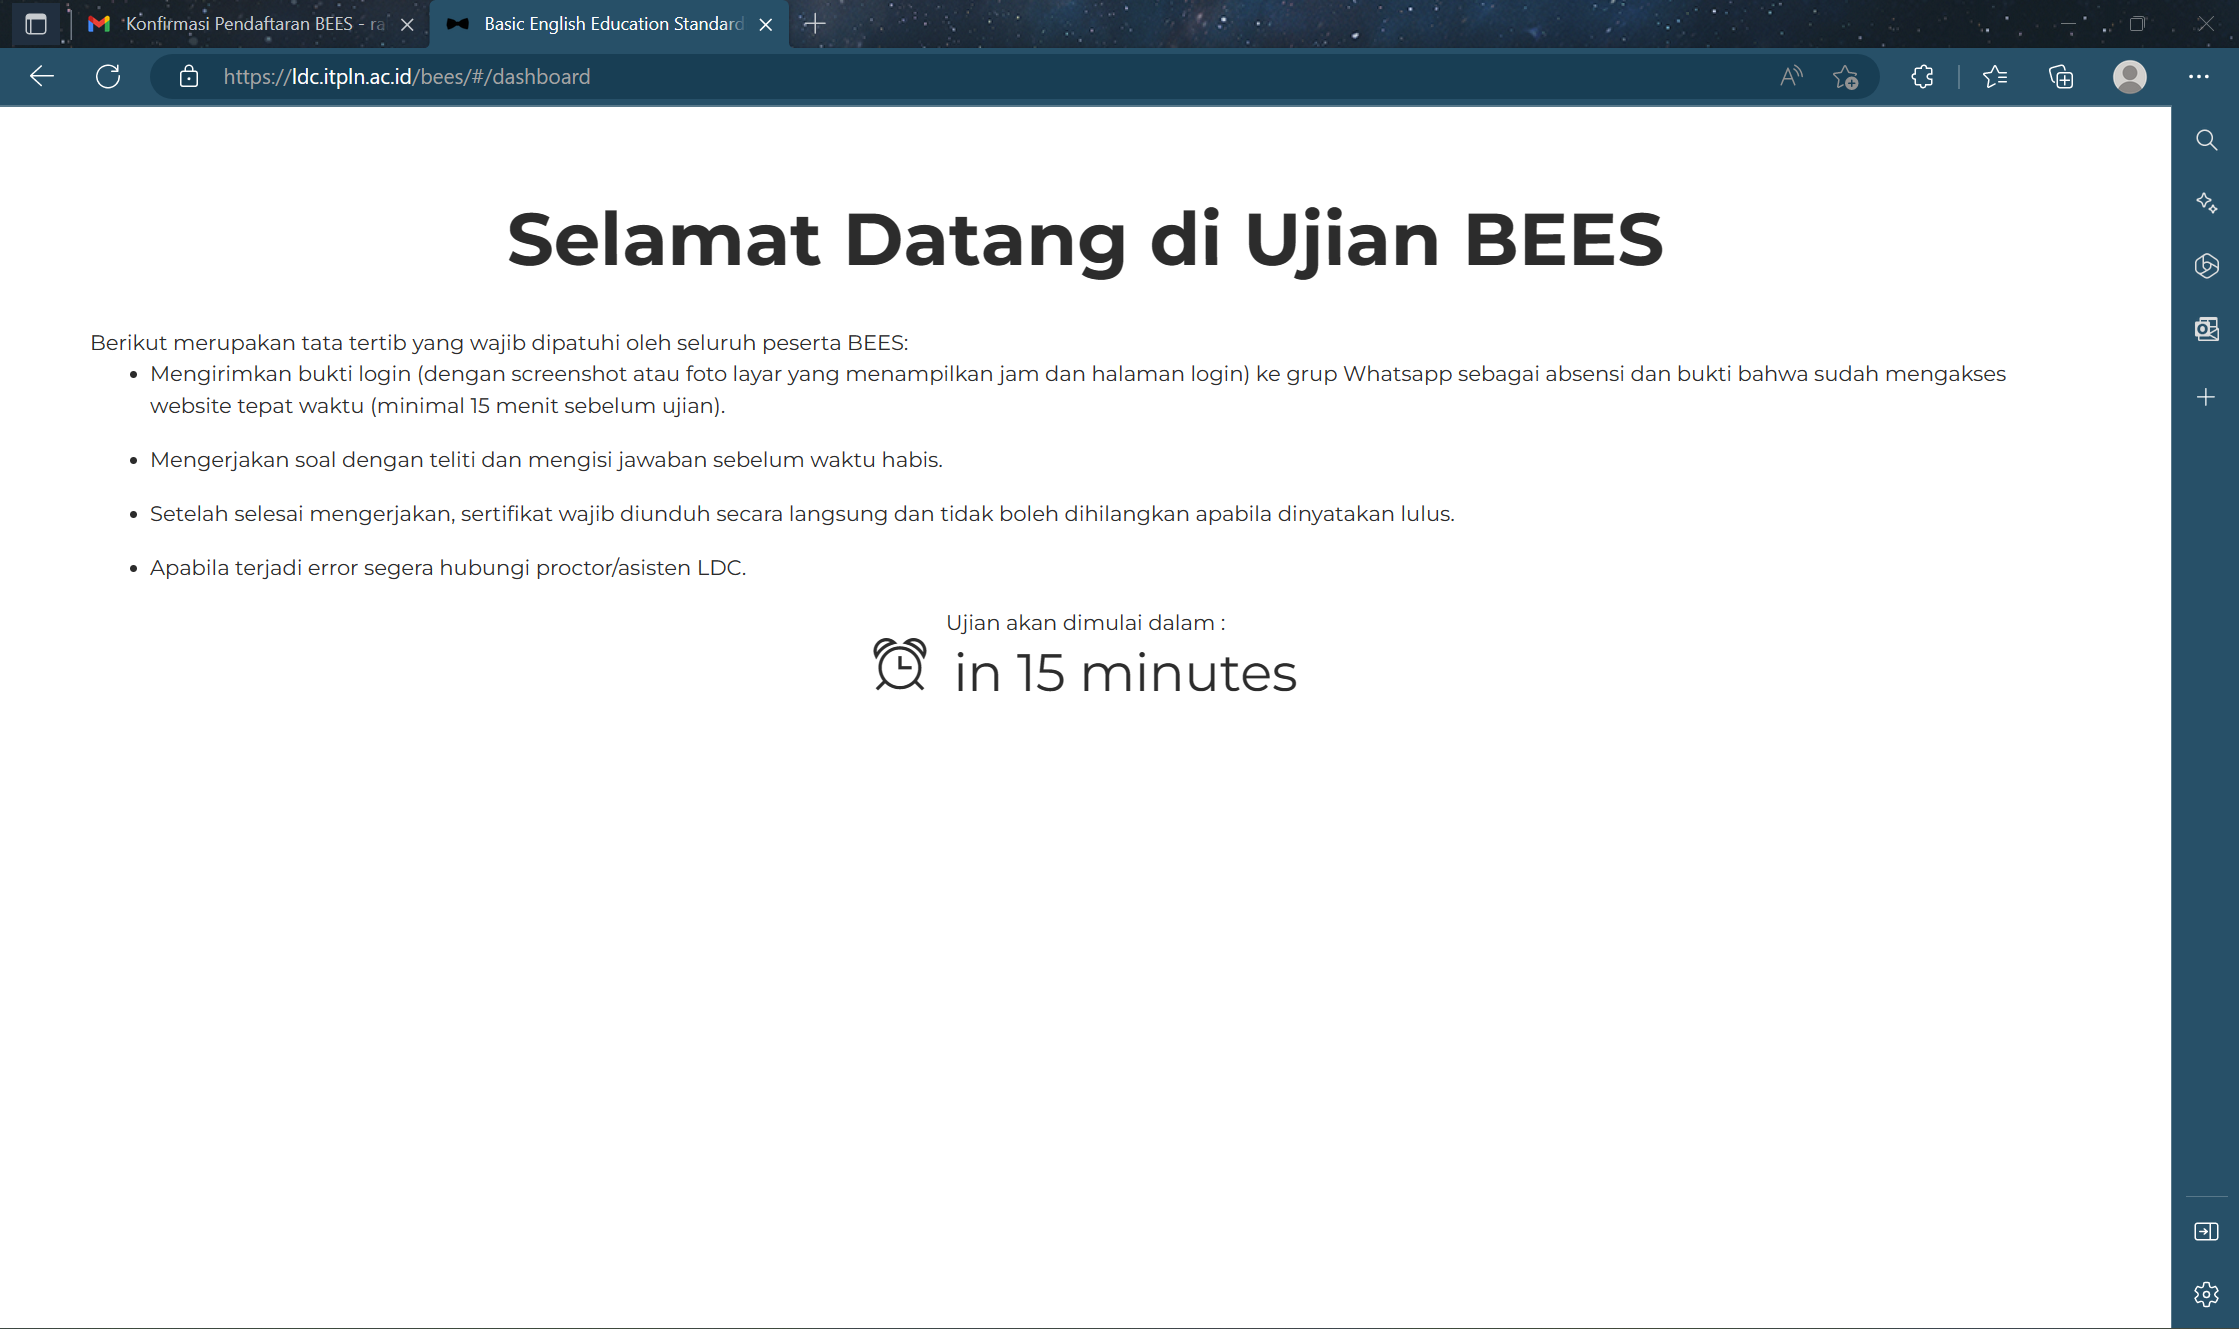 Konfirmasi Pendaftaran BEES - ra
Basic English Education Standard
https://ldc.itpln.ac.id/bees/#/dashboard
Selamat Datang di Ujian BEES
Berikut merupakan tata tertib yang wajib dipatuhi oleh seluruh peserta BEES:
• Mengirimkan bukti login (dengan screenshot atau foto layar yang menampilkan jam dan halaman login) ke grup Whatsapp sebagai absensi dan bukti bahwa sudah mengakses
website tepat waktu (minimal 15 menit sebelum ujian).
• Mengerjakan soal dengan teliti dan mengisi jawaban sebelum waktu habis.
• Setelah selesai mengerjakan, sertifikat wajib diunduh secara langsung dan tidak boleh dihilangkan apabila dinyatakan lulus.
• Apabila terjadi error segera hubungi proctor/asisten LDC.
Ujian akan dimulai dalam :
in 15 minutes